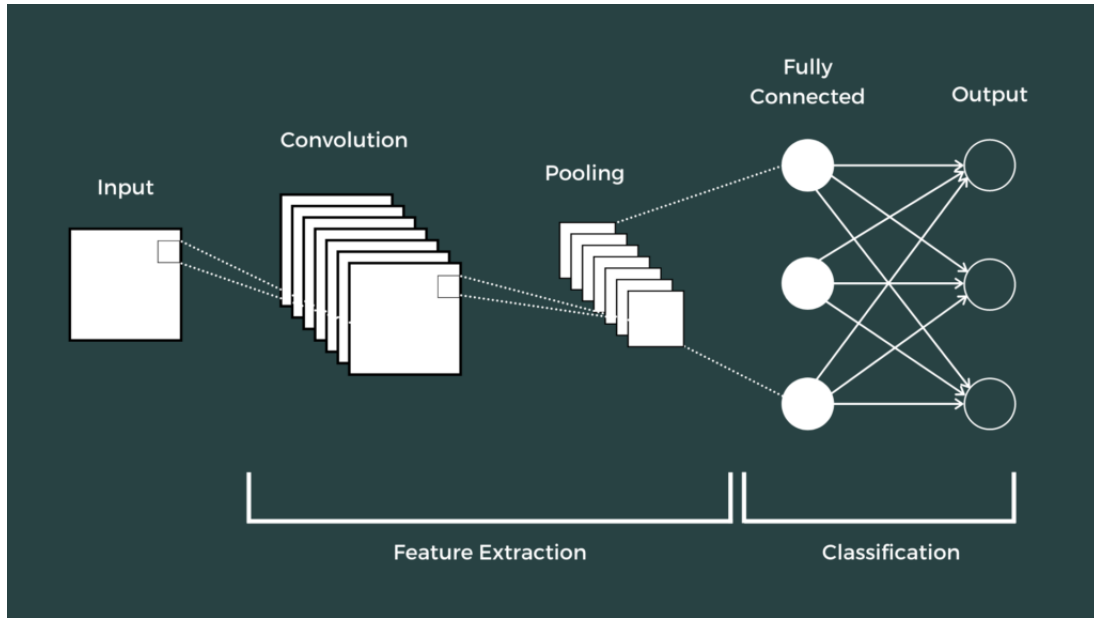 Input
Convolution
Pooling
Fully
Connected
Output
Feature Extraction
Classification